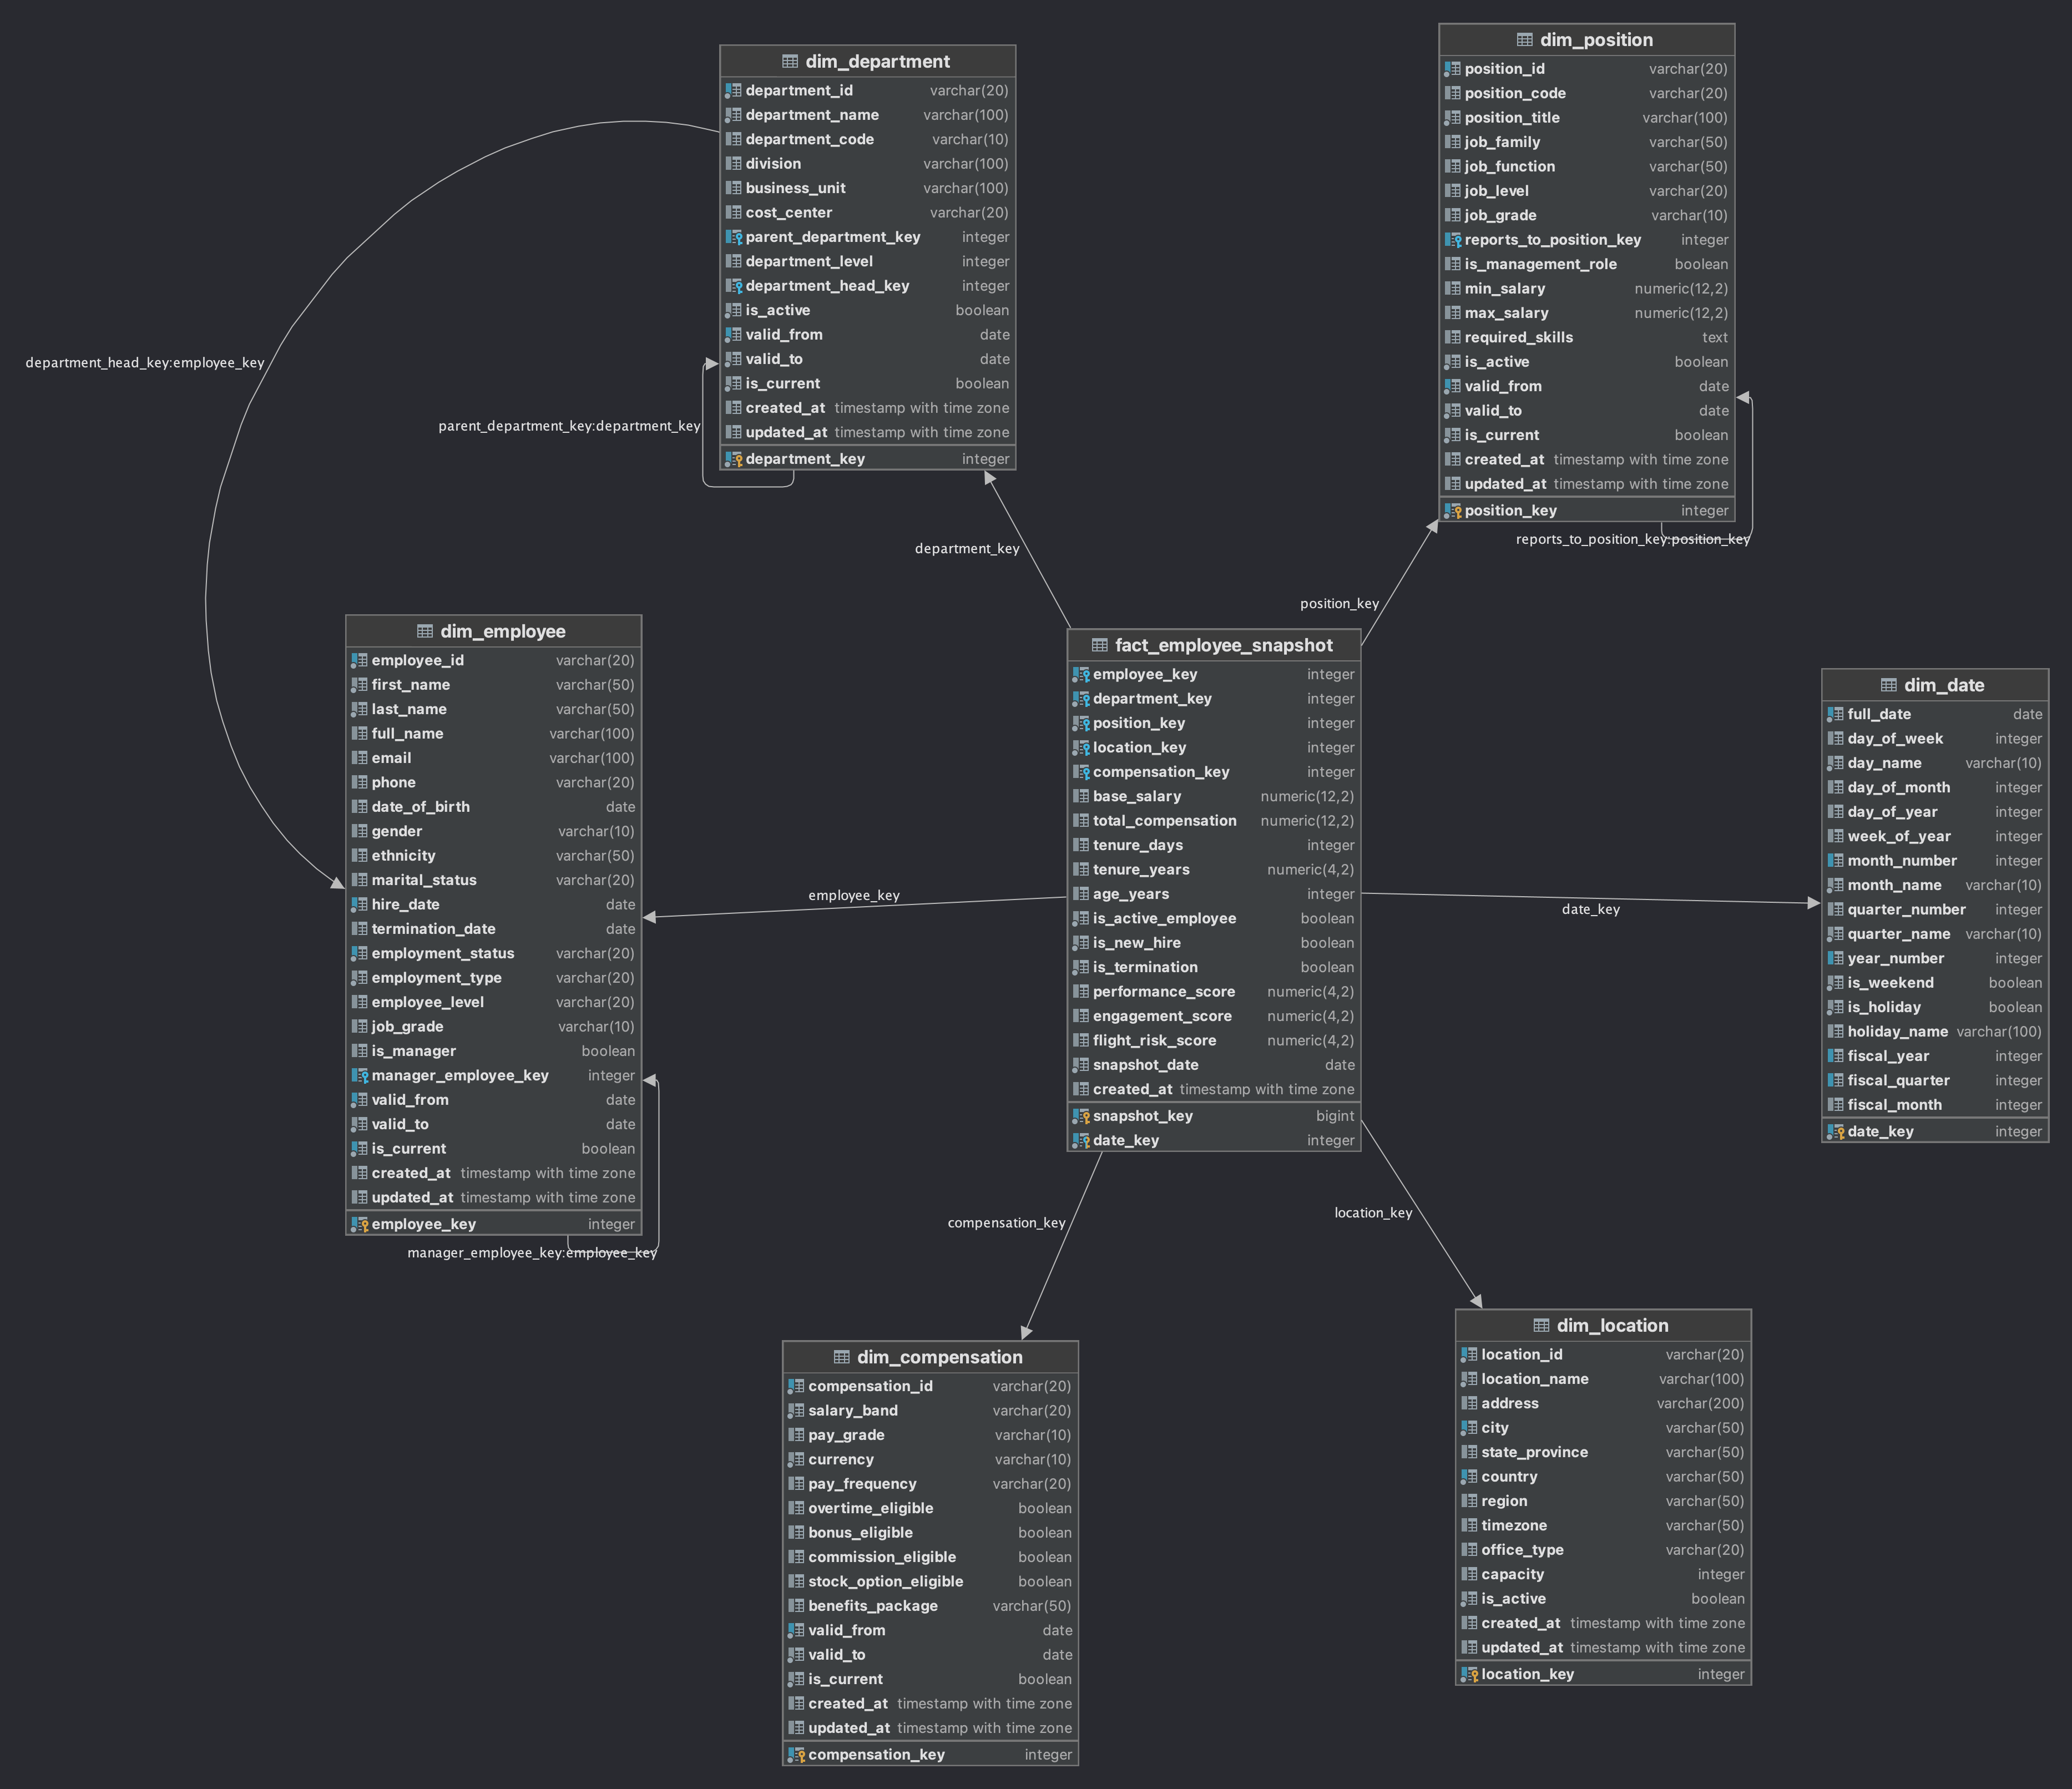 dim_department
department_id varchar(20)
department_name varchar(100)
department_code varchar(10)
division varchar(100)
business_unit varchar(100)
cost_center varchar(20)
parent_department_key integer
department_level integer
department_head_key integer
is_active boolean
valid_from date
valid_to date
is_current boolean
created_at timestamp with time zone
updated_at timestamp with time zone
department_key integer
dim_position
position_id varchar(20)
position_code varchar(20)
position_title varchar(100)
job_family varchar(50)
job_function varchar(50)
job_level varchar(20)
job_grade varchar(10)
reports_to_position_key integer
is_management_role boolean
min_salary numeric(12,2)
max_salary numeric(12,2)
required_skills text
is_active boolean
valid_from date
valid_to date
is_current boolean
created_at timestamp with time zone
updated_at timestamp with time zone
position_key integer
department_head_key:employee_key
parent_department_key:department_key
department_key
reports_to_position_key:position_key
position_key
dim_employee
employee_id varchar(20)
first_name varchar(50)
last_name varchar(50)
full_name varchar(100)
email varchar(100)
phone varchar(20)
date_of_birth date
gender varchar(10)
ethnicity varchar(50)
marital_status varchar(20)
hire_date date
termination_date date
employment_status varchar(20)
employment_type varchar(20)
employee_level varchar(20)
job_grade varchar(10)
is_manager boolean
manager_employee_key integer
valid_from date
valid_to date
is_current boolean
created_at timestamp with time zone
updated_at timestamp with time zone
employee_key integer
manager_employee_key:employee_key
employee_key
fact_employee_snapshot
employee_key integer
department_key integer
position_key integer
location_key integer
compensation_key integer
base_salary numeric(12,2)
total_compensation numeric(12,2)
tenure_days integer
tenure_years numeric(4,2)
age_years integer
is_active_employee boolean
is_new_hire boolean
is_termination boolean
performance_score numeric(4,2)
engagement_score numeric(4,2)
flight_risk_score numeric(4,2)
snapshot_date date
created_at timestamp with time zone
snapshot_key bigint
date_key integer
date_key
dim_date
full_date date
day_of_week integer
day_name varchar(10)
day_of_month integer
day_of_year integer
week_of_year integer
month_number integer
month_name varchar(10)
quarter_number integer
quarter_name varchar(10)
year_number integer
is_weekend boolean
is_holiday boolean
holiday_name varchar(100)
fiscal_year integer
fiscal_quarter integer
fiscal_month integer
date_key integer
compensation_key
location_key
dim_compensation
compensation_id varchar(20)
salary_band varchar(20)
pay_grade varchar(10)
currency varchar(10)
pay_frequency varchar(20)
overtime_eligible boolean
bonus_eligible boolean
commission_eligible boolean
stock_option_eligible boolean
benefits_package varchar(50)
valid_from date
valid_to date
is_current boolean
created_at timestamp with time zone
updated_at timestamp with time zone
compensation_key integer
dim_location
location_id varchar(20)
location_name varchar(100)
address varchar(200)
city varchar(50)
state_province varchar(50)
country varchar(50)
region varchar(50)
timezone varchar(50)
office_type varchar(20)
capacity integer
is_active boolean
created_at timestamp with time zone
updated_at timestamp with time zone
location_key integer